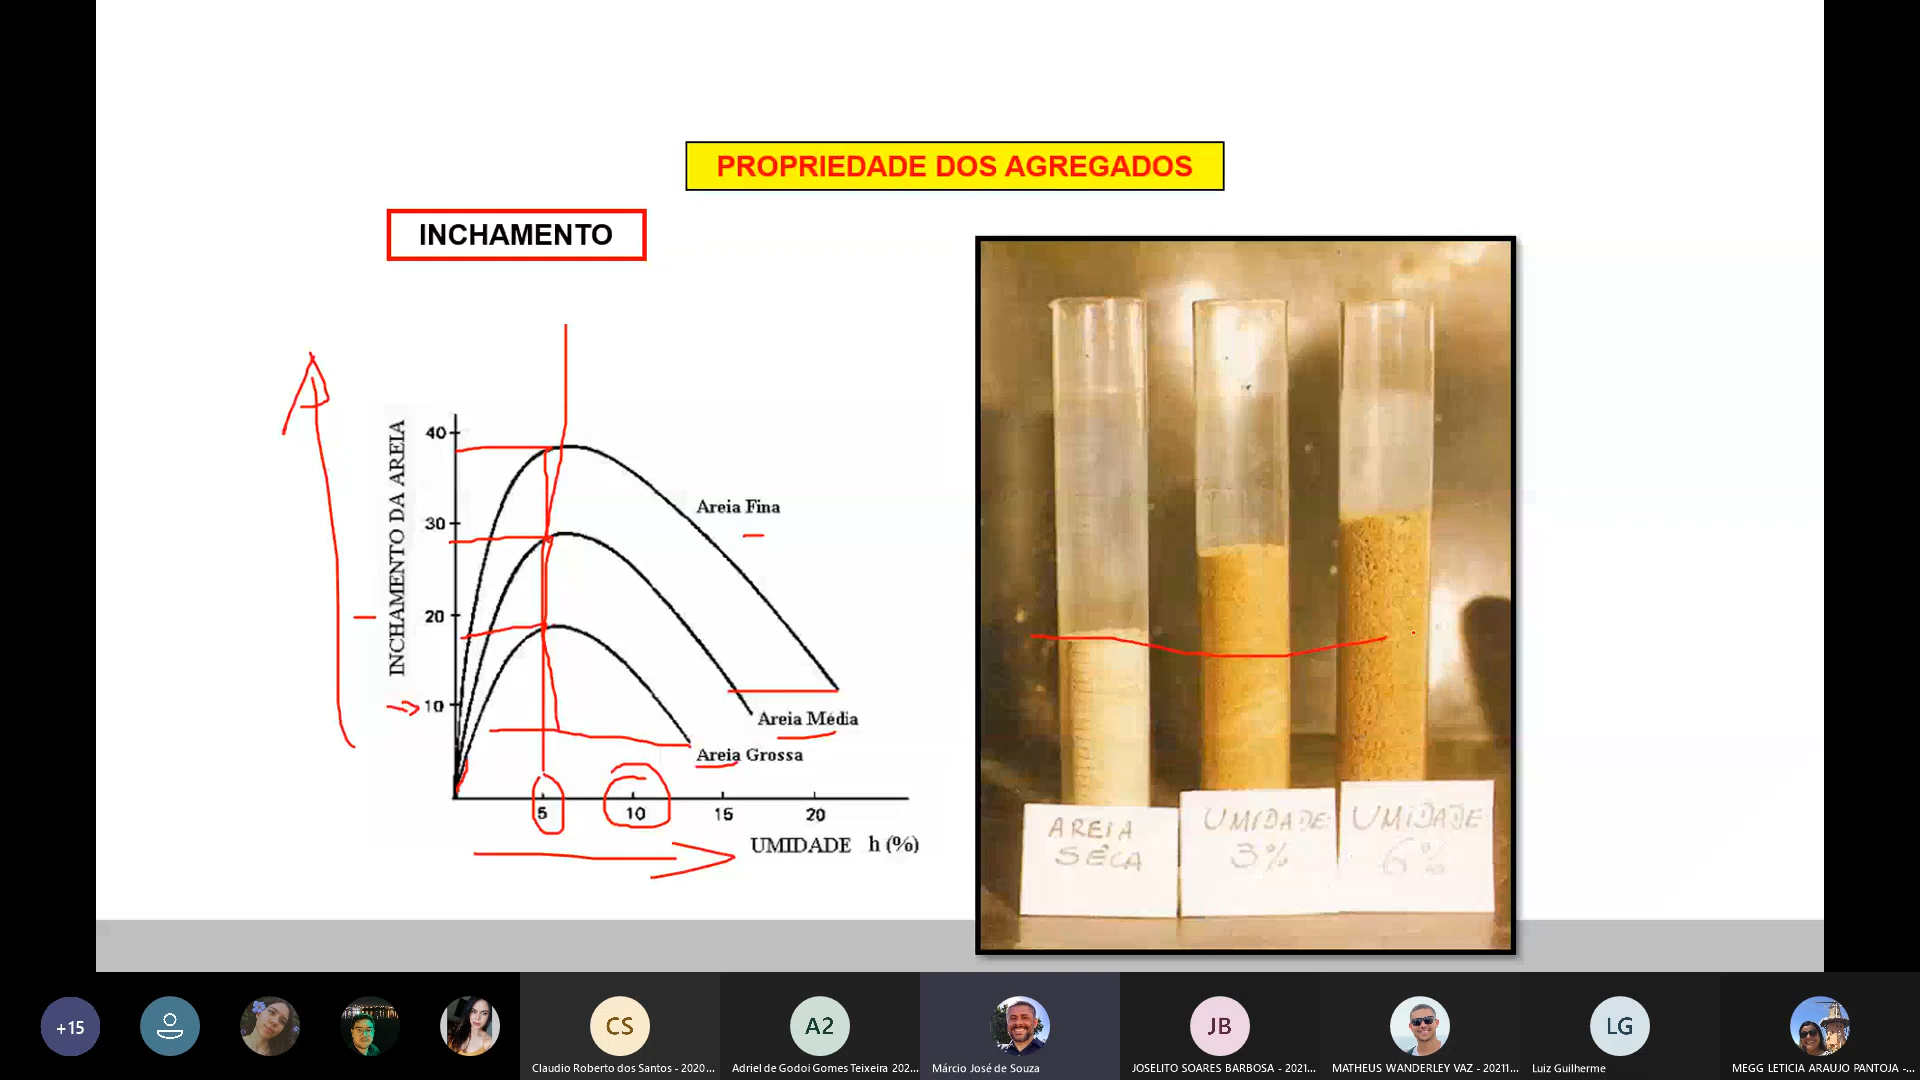 PROPRIEDADE DOS AGREGADOS
INCHAMENTO
INCHAMENTO DA AREIA
40
30
20
10
Areia Fina
Areia Média
Areia Grossa
5
10
15
20
UMIDADE h (%)
AREIA
SÊCA
UMIDADE
3%
UMIDADE
6%
+15
CS
A2
JB
LG
Claudio Roberto dos Santos - 2020...
Adriel de Godoi Gomes Teixeira 202...
Márcio José de Souza
JOSELITO SOARES BARBOSA - 2021...
MATHEUS WANDERLEY VAZ - 20211...
Luiz Guilherme
MEGG LETICIA ARAUJO PANTOJA -...